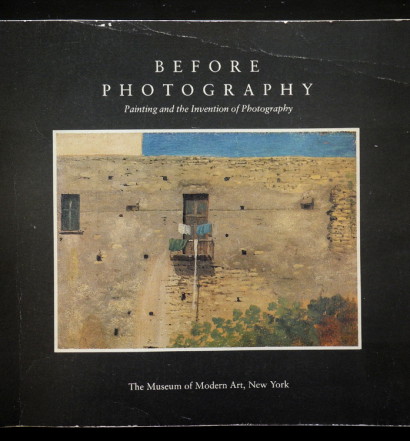 BEFORE
PHOTOGRAPHY
Painting and the Invention of Photography
The Museum of Modern Art, New York